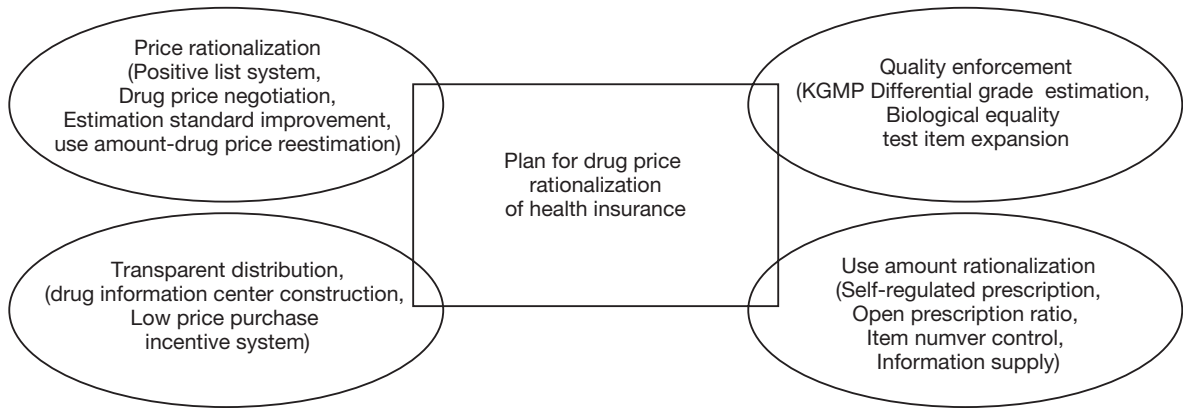 Price rationalization
(Positive list system,
Drug price negotiation,
Estimation standard improvement,
use amount-drug price reestimation)
Quality enforcement
(KGMP Differential grade estimation,
Biological equality
test item expansion
Plan for drug price
rationalization
of health insurance
Transparent distribution,
(drug information center construction,
Low price purchase
incentive system)
Use amount rationalization
(Self-regulated prescription,
Open prescription ratio,
Item numver control,
Information supply)